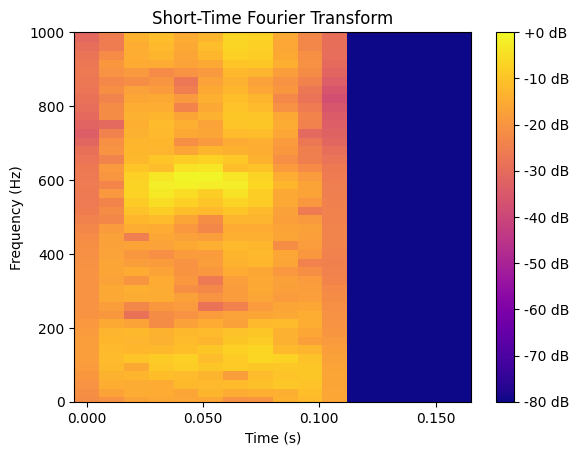 Short-Time Fourier Transform
1000
800
600
400
200
0
Frequency (Hz)
0.000
0.050
0.100
0.150
Time (s)
+0 dB
-10 dB
-20 dB
-30 dB
-40 dB
-50 dB
-60 dB
-70 dB
-80 dB